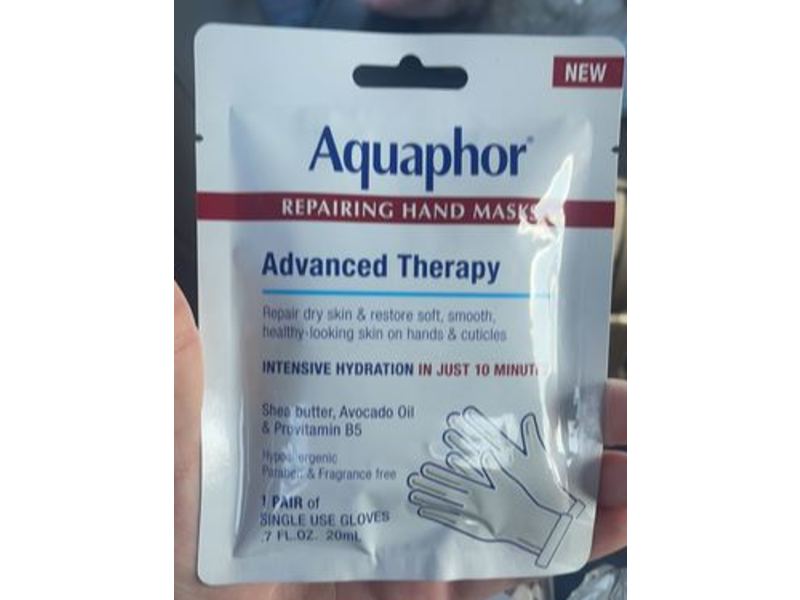 NEW
Aquaphor®
REPAIRING HAND MASKS
Advanced Therapy
Repair dry skin & restore soft, smooth,
healthy-looking skin on hands & cuticles
INTENSIVE HYDRATION IN JUST 10
Shea butter, Avocado Oil
& Provitamin B5
Hypoallergenic
Paraben & Fragrance free
1 PAIR of
SINGLE USE GLOVES
.7 FL.OZ. 20mL